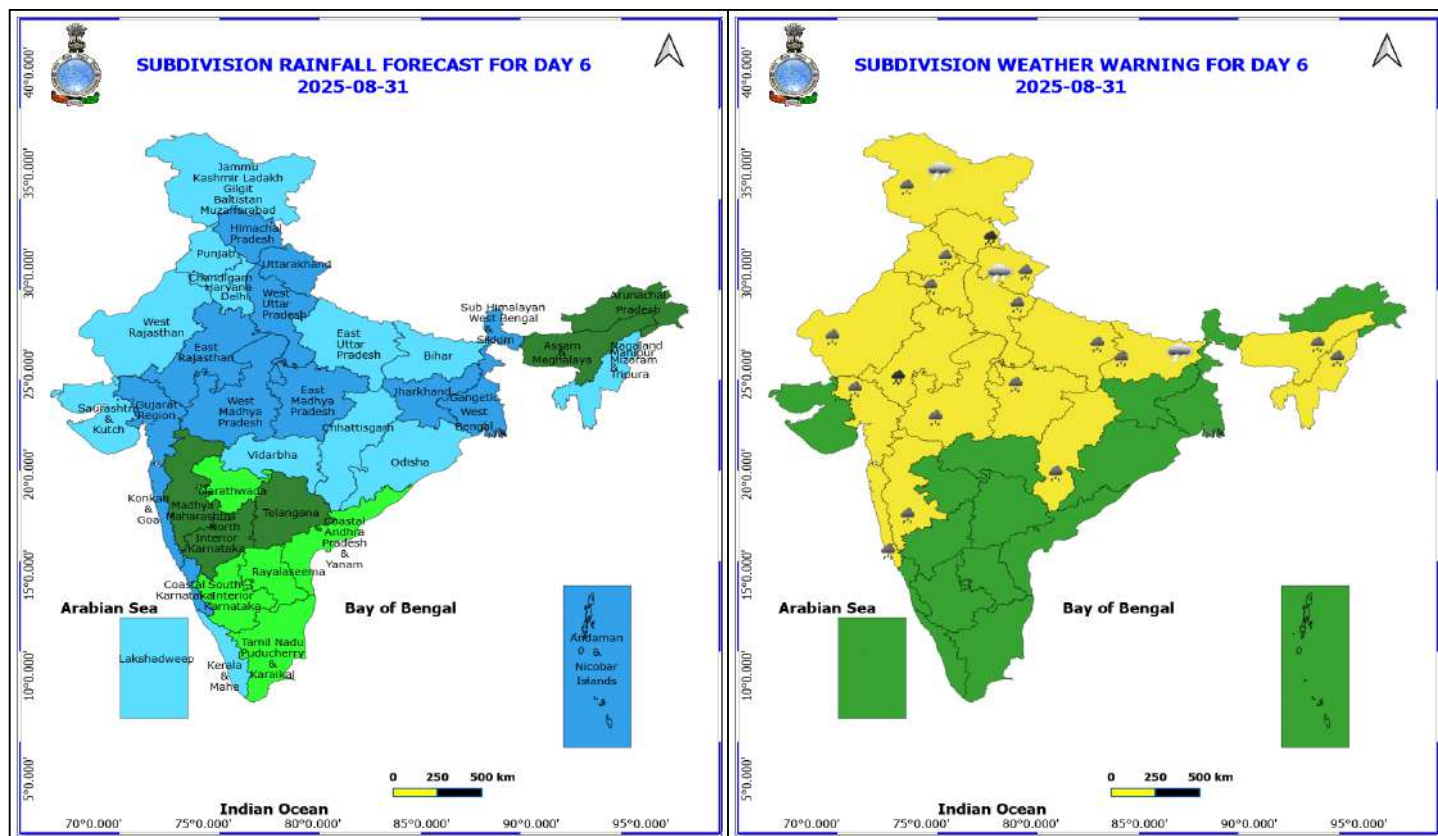 SUBDIVISION RAINFALL FORECAST FOR DAY 6
2025-08-31
40°0.000'
35°0.000'
30°0.000'
25°0.000'
20°0.000'
15°0.000'
10°0.000'
5°0.000'
Jammu
Kashmir Ladakh
Gilgit
Baltistan
Muzaffarabad
Himachal
Pradesh
Punjab
Uttarakhand
Chandigarh
Haryana
Delhi
West
Uttar
Pradesh
West
Rajasthan
East
Rajasthan
East
Uttar
Pradesh
Bihar
Sub Himalayan
West Bengal
&
Sikkim
Arunachal
Pradesh
Assam
&
Meghalaya
Nagaland
Manipur
Mizoram
&
Tripura
Saurashtra
&
Kutch
Gujarat
Region
West
Madhya
Pradesh
East
Madhya
Pradesh
Jharkhand
Gangetic
West
Bengal
Chhattisgarh
Vidarbha
Odisha
Konkan
&
Goa
Madhya
Maharashtra
Marathwada
North
Interior
Karnataka
Telangana
Coastal
Andhra
Pradesh
&
Yanam
Rayalaseema
Coastal
Karnataka
South
Interior
Karnataka
Tamil Nadu
Puducherry
&
Karaikal
Kerala
&
Mahe
Arabian Sea
Bay of Bengal
Lakshadweep
Andaman
&
Nicobar
Islands
0 250 500 km
Indian Ocean
70°0.000' 75°0.000' 80°0.000' 85°0.000' 90°0.000' 95°0.000'
SUBDIVISION WEATHER WARNING FOR DAY 6
2025-08-31
40°0.000'
35°0.000'
30°0.000'
25°0.000'
20°0.000'
15°0.000'
10°0.000'
5°0.000'
Arabian Sea
Bay of Bengal
0 250 500 km
Indian Ocean
70°0.000' 75°0.000' 80°0.000' 85°0.000' 90°0.000' 95°0.000'